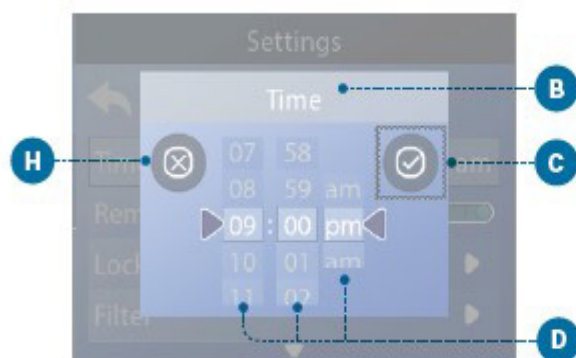 Settings
Time
B
H
C
Time
am
07 58
08 59 am
Rem
09 : 00 pm
Lock
10 01 am
11 02
Filter
D